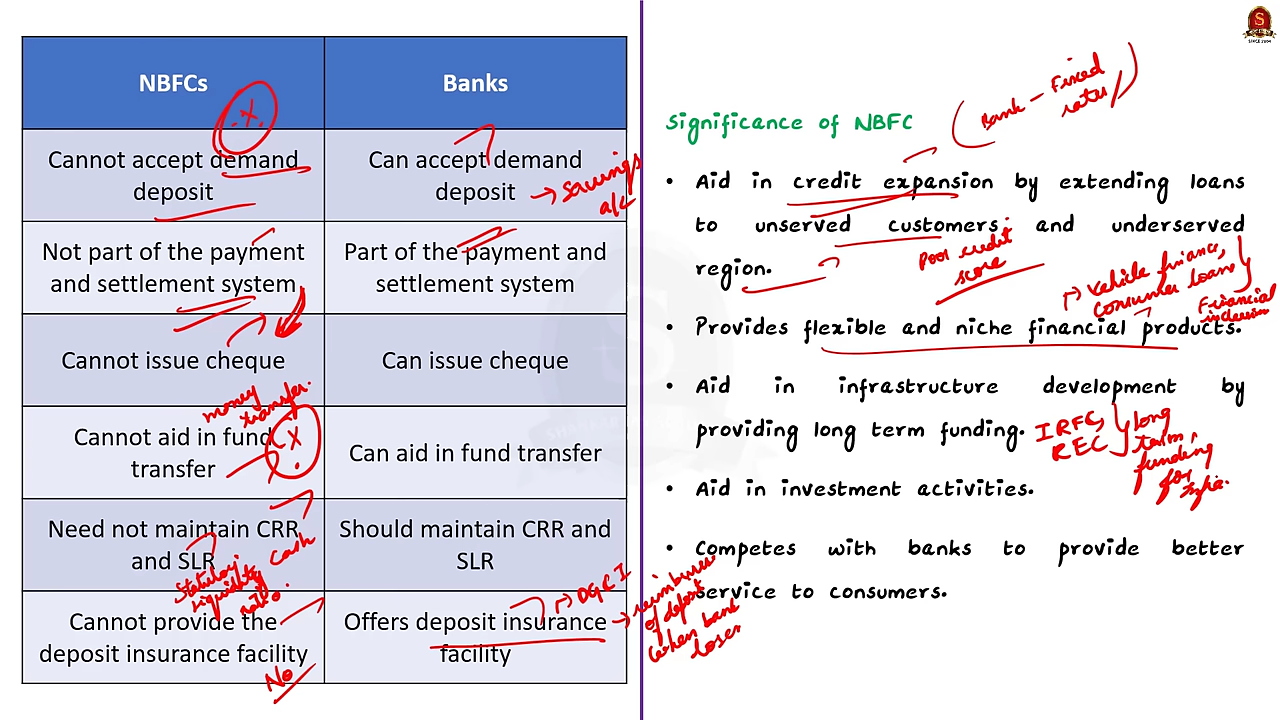 NBFCs
Banks
Cannot accept demand
deposit
Can accept demand
deposit
→ savings
a/c
Not part of the payment
and settlement system
Part of the payment and
settlement system
Cannot issue cheque
Can issue cheque
money
transfer.
Cannot aid in fund
transfer
Can aid in fund transfer
Need not maintain CRR
and SLR
cash
Statutory
liquidity
ratio.
Should maintain CRR and
SLR
Cannot provide the
deposit insurance facility
No
Offers deposit insurance
facility
→ DGCI
→ reimburses
of deposit
when bank
loses
S
SINCE 2004
Significance of NBFC
(Bank - Fixed
rates)
• Aid in credit expansion by extending loans
to unserved customers and underserved
region.
Poor credit
score
→ vehicle finance,
consumer loans
Financial
inclusion
• Provides flexible and niche financial products.
• Aid in infrastructure development by
providing long term funding.
IRFC,
REC
long
term
funding
for
• Aid in investment activities.
• Competes with banks to provide better
service to consumers.